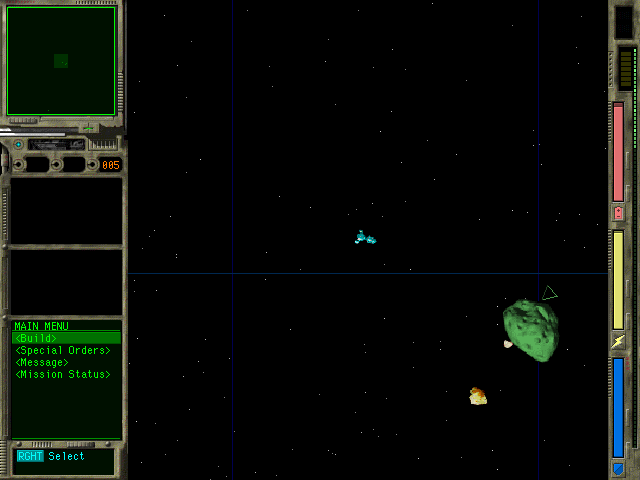 005
MAIN MENU
<Build>
<Special Orders>
<Message>
<Mission Status>
RGHT Select